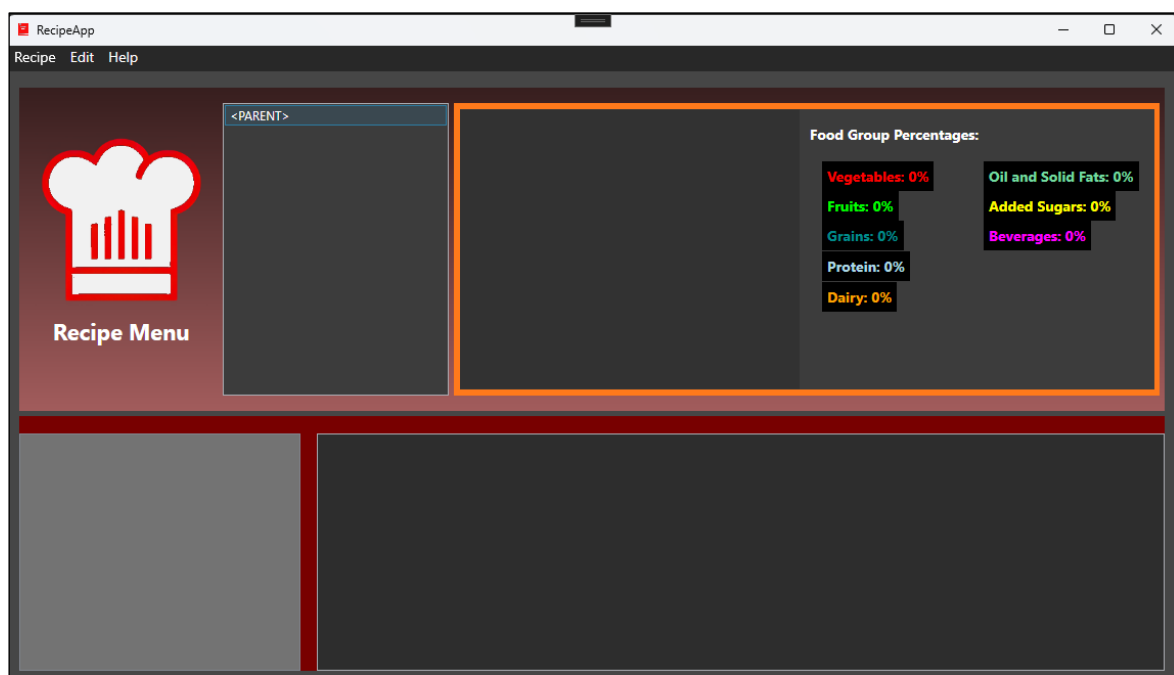 RecipeApp
Recipe Edit Help
<PARENT>
Recipe Menu
Food Group Percentages:
Vegetables: 0%
Fruits: 0%
Grains: 0%
Protein: 0%
Dairy: 0%
Oil and Solid Fats: 0%
Added Sugars: 0%
Beverages: 0%